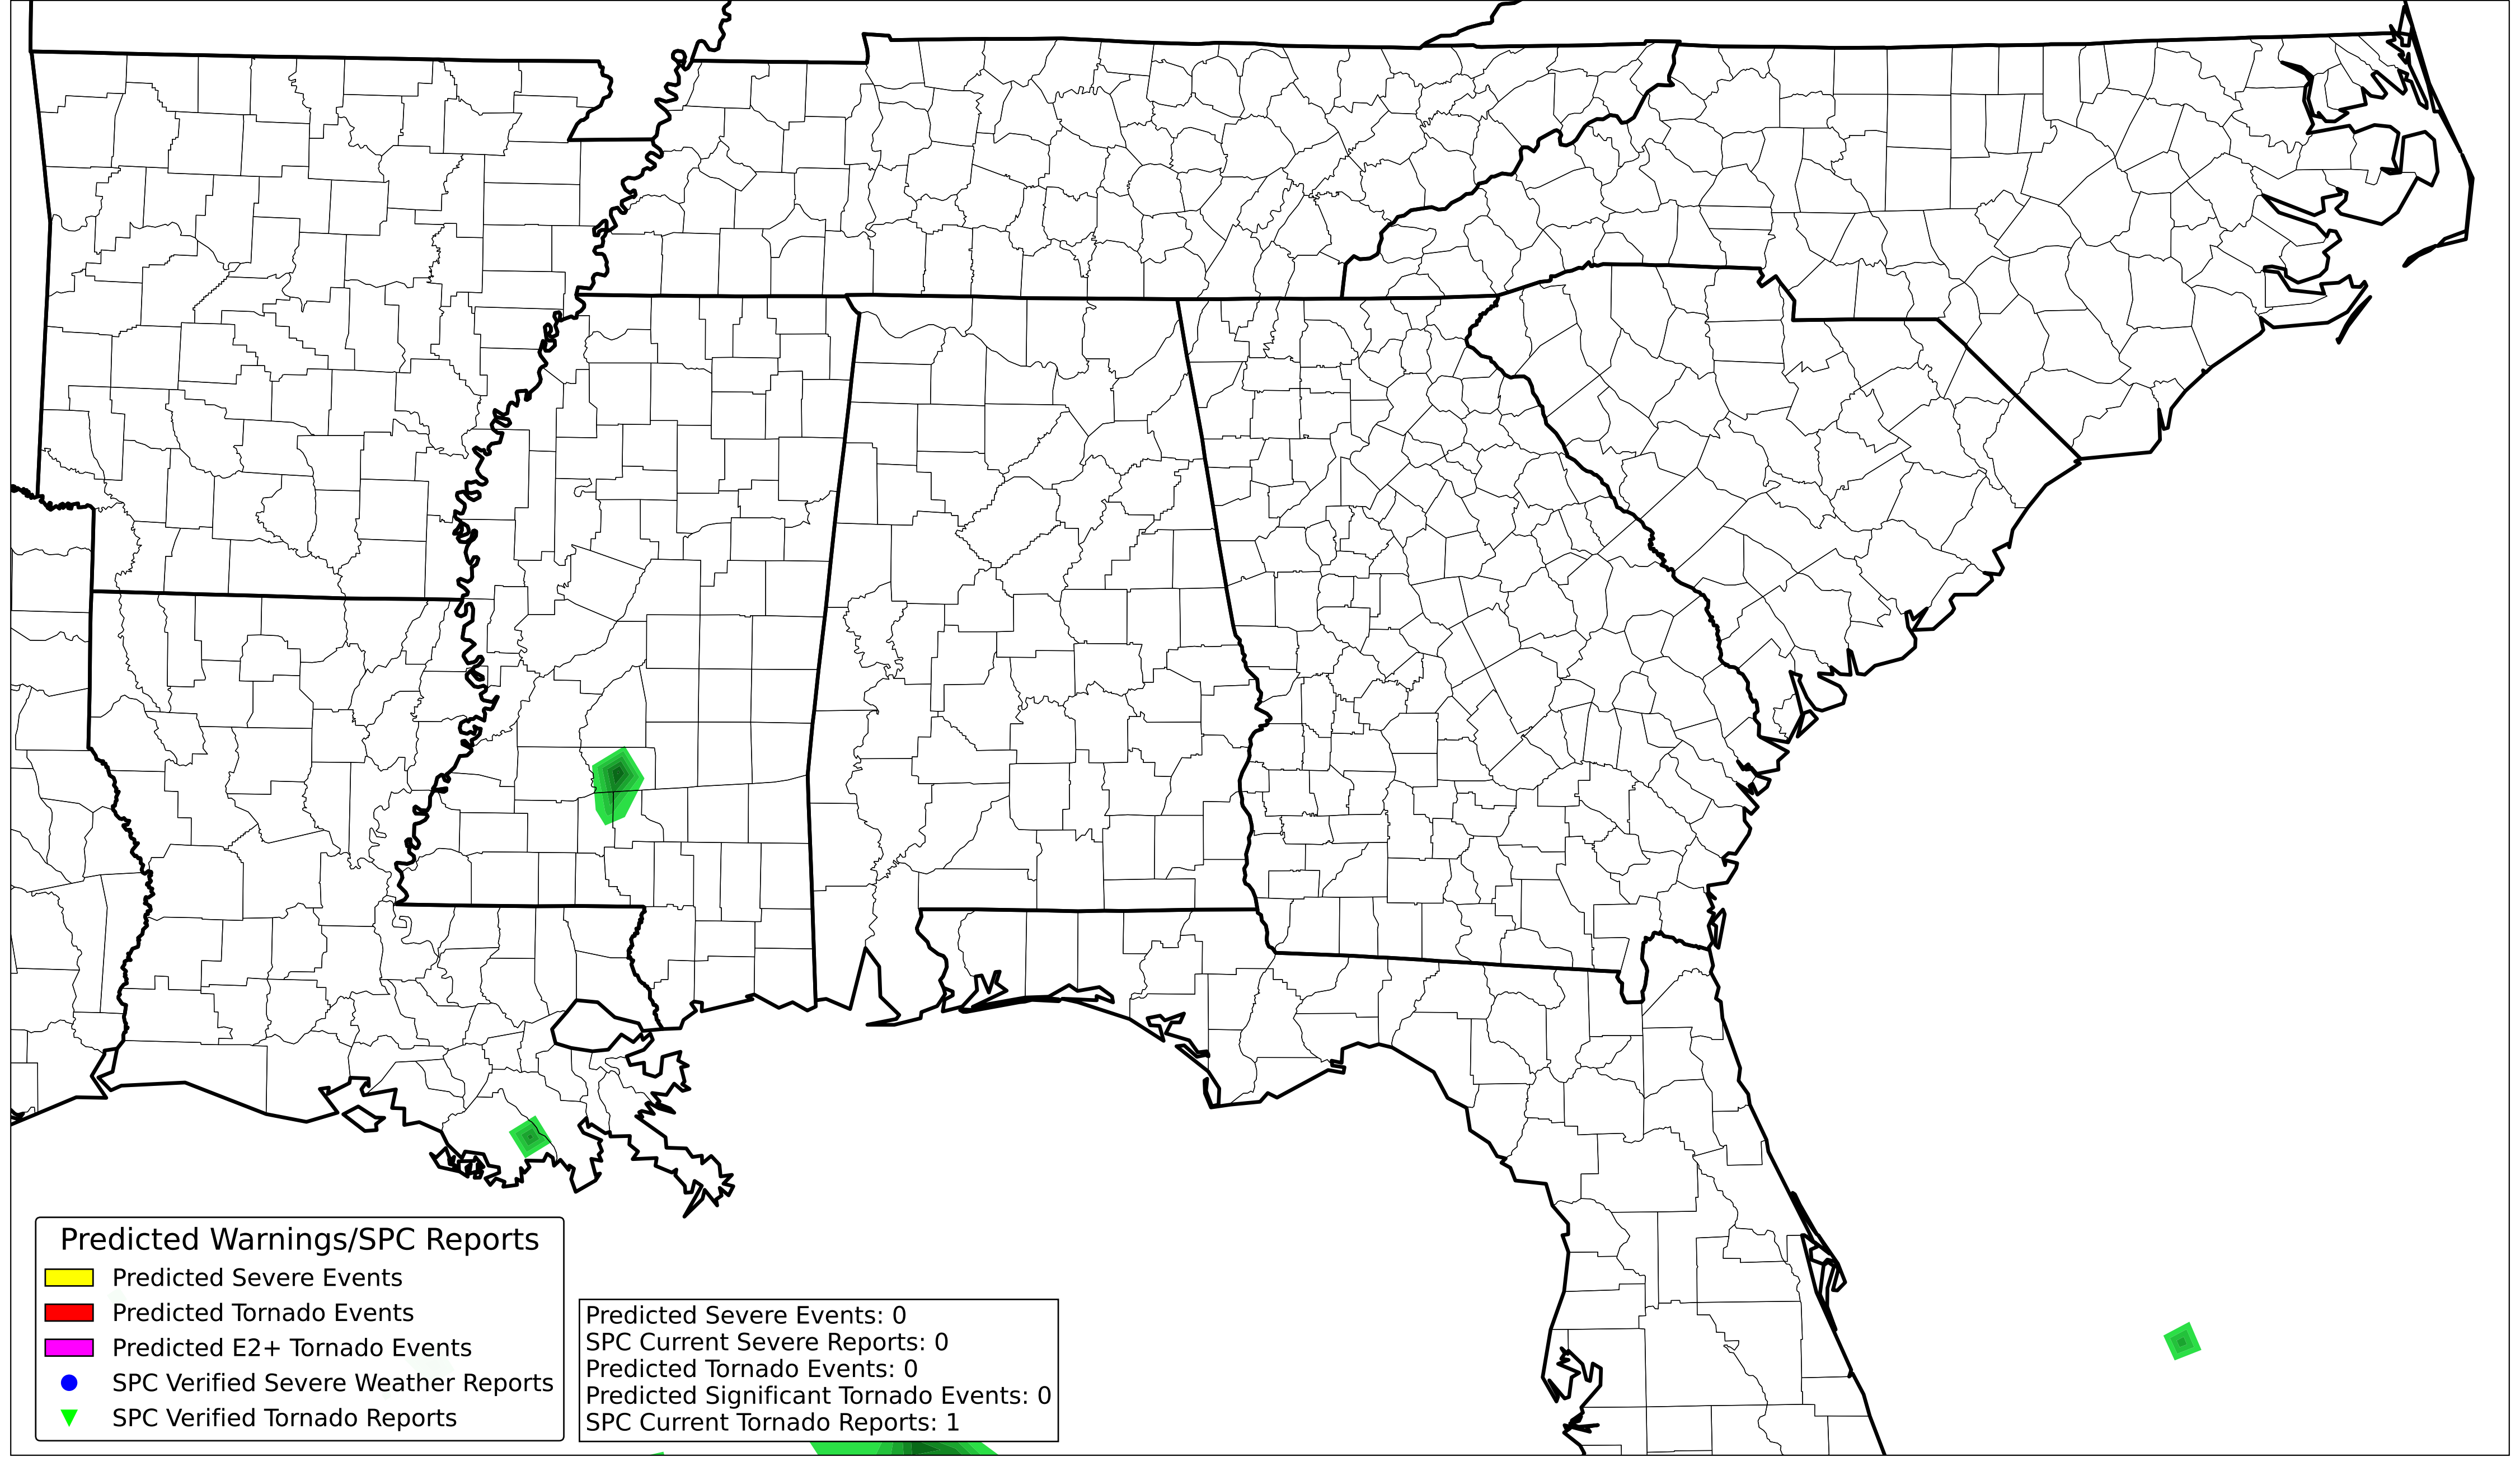 Predicted Warnings/SPC Reports
Predicted Severe Events
Predicted Tornado Events
Predicted E2+ Tornado Events
SPC Verified Severe Weather Reports
SPC Verified Tornado Reports
Predicted Severe Events: 0
SPC Current Severe Reports: 0
Predicted Tornado Events: 0
Predicted Significant Tornado Events: 0
SPC Current Tornado Reports: 1